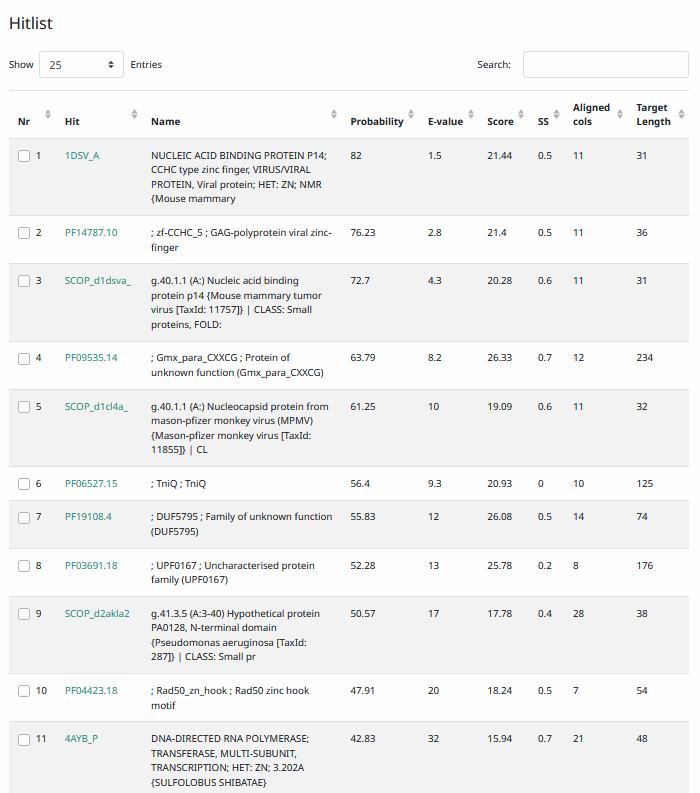 Hitlist
Show 25 Entries Search:
Nr Hit Name Probability E-value Score SS Aligned cols Target Length
1 1DSV_A NUCLEIC ACID BINDING PROTEIN P14; 82 1.5 21.44 0.5 11 31
CCHC type zinc finger, VIRUS/VIRAL
PROTEIN, Viral protein; HET: ZN; NMR
{Mouse mammary
2 PF14787.10 ; zf-CCHC_5 ; GAG-polyprotein viral zinc- 76.23 2.8 21.4 0.5 11 36
finger
3 SCOP_d1dsva_ g.40.1.1 (A:) Nucleic acid binding 72.7 4.3 20.28 0.6 11 31
protein p14 {Mouse mammary tumor
virus [TaxId: 11757]} | CLASS: Small
proteins, FOLD:
4 PF09535.14 ; Gmx_para_CXXCG ; Protein of 63.79 8.2 26.33 0.7 12 234
unknown function (Gmx_para_CXXCG)
5 SCOP_d1cl4a_ g.40.1.1 (A:) Nucleocapsid protein from 61.25 10 19.09 0.6 11 32
mason-pfizer monkey virus (MPMV)
{Mason-pfizer monkey virus [TaxId:
11855]} | CL
6 PF06527.15 ; TniQ ; TniQ 56.4 9.3 20.93 0 10 125
7 PF19108.4 ; DUF5795 ; Family of unknown function 55.83 12 26.08 0.5 14 74
(DUF5795)
8 PF03691.18 ; UPF0167 ; Uncharacterised protein 52.28 13 25.78 0.2 8 176
family (UPF0167)
9 SCOP_d2akla2 g.41.3.5 (A:3-40) Hypothetical protein 50.57 17 17.78 0.4 28 38
PA0128, N-terminal domain
{Pseudomonas aeruginosa [TaxId:
287]} | CLASS: Small pr
10 PF04423.18 ; Rad50_zn_hook ; Rad50 zinc hook 47.91 20 18.24 0.5 7 54
motif
11 4AYB_P DNA-DIRECTED RNA POLYMERASE; 42.83 32 15.94 0.7 21 48
TRANSFERASE, MULTI-SUBUNIT,
TRANSCRIPTION; HET: ZN; 3.202A
{SULFOLOBUS SHIBATAE}